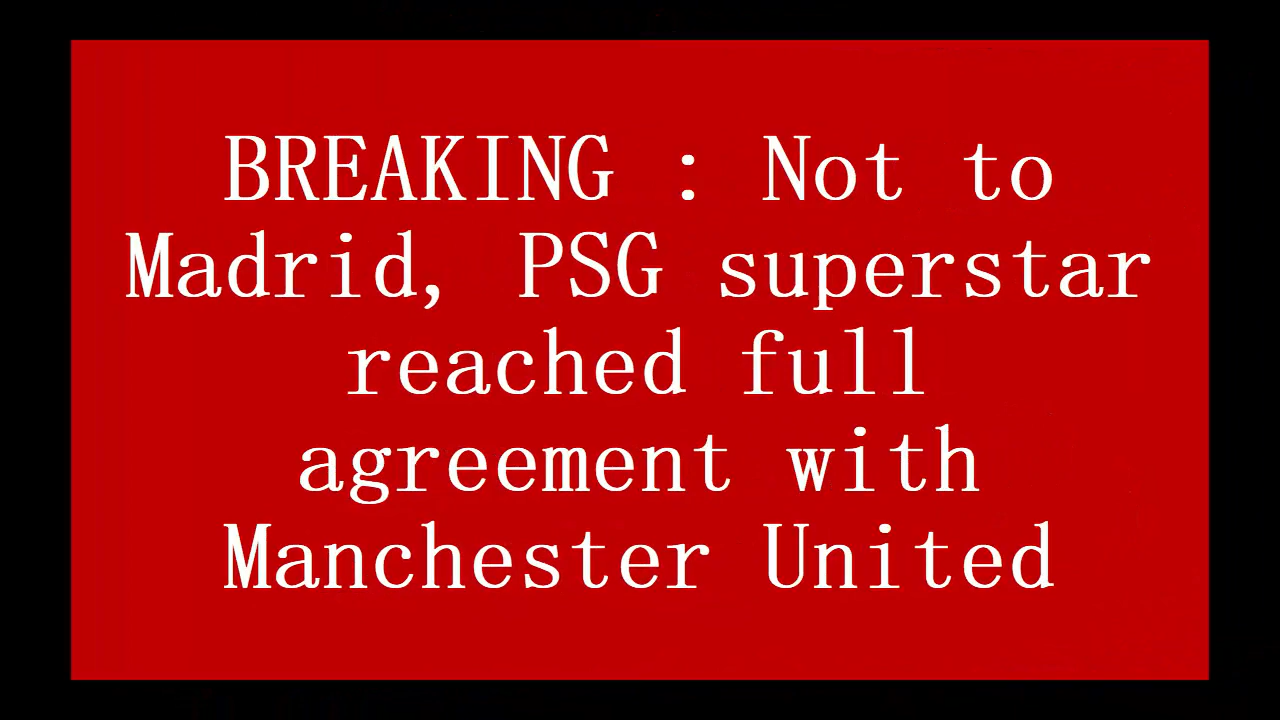 BREAKING : Not to
Madrid, PSG superstar
reached full
agreement with
Manchester United